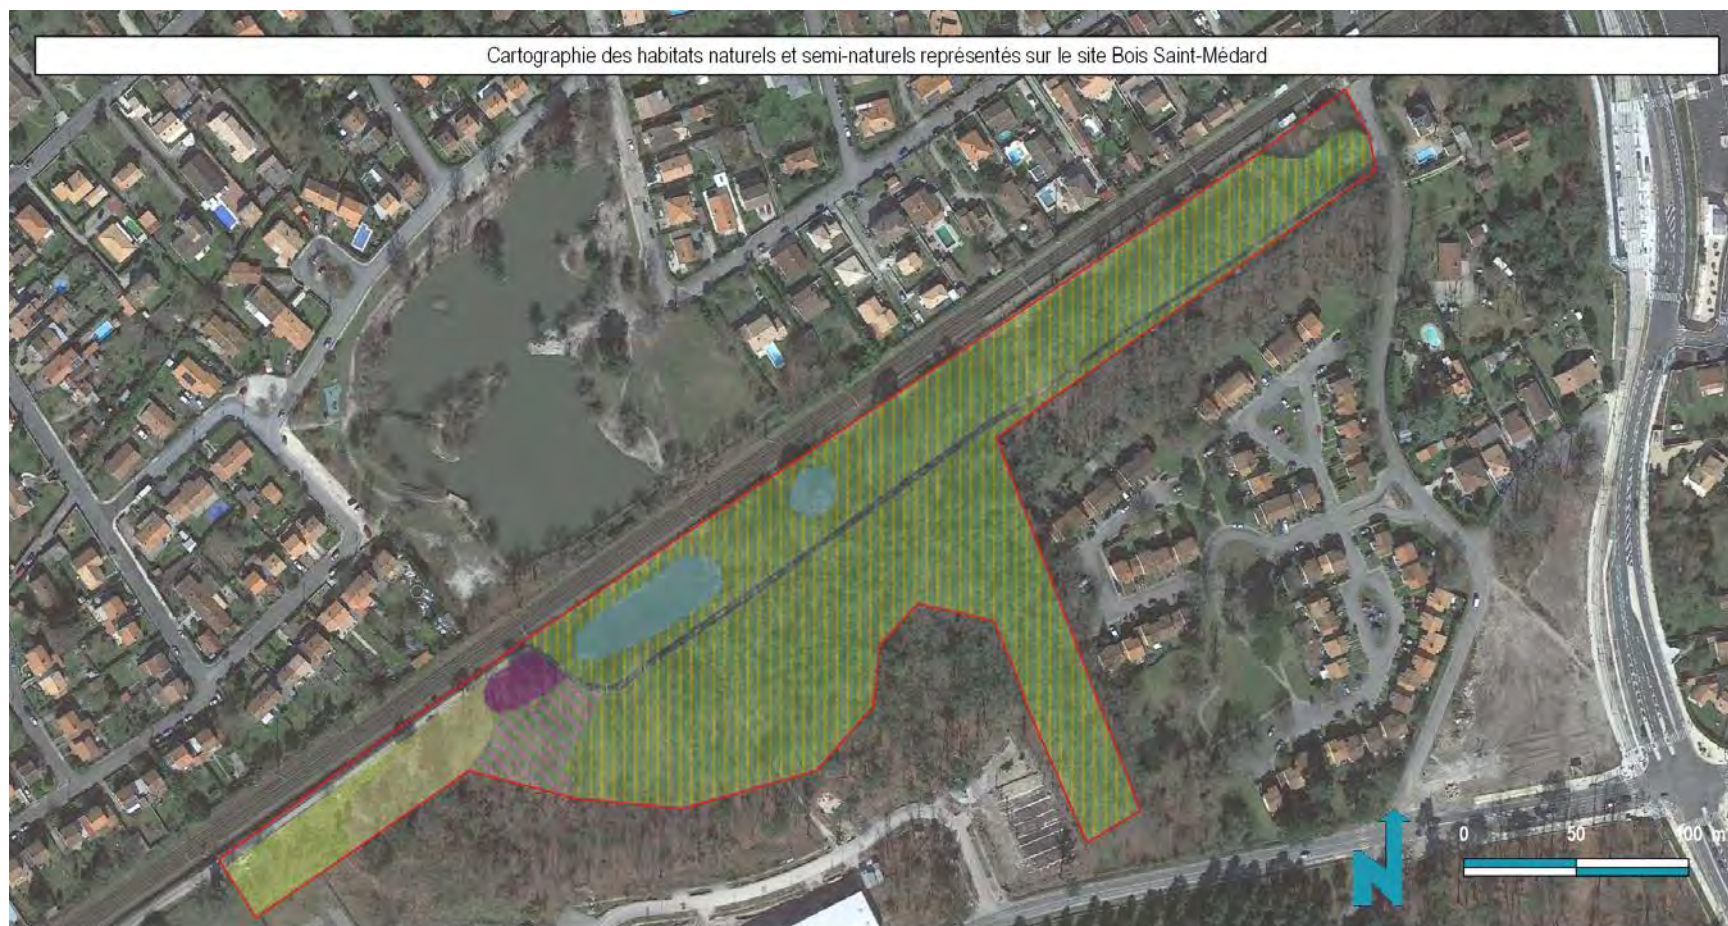 Cartographie des habitats naturels et semi-naturels représentés sur le site Bois Saint-Médard
N
0 50 100 m